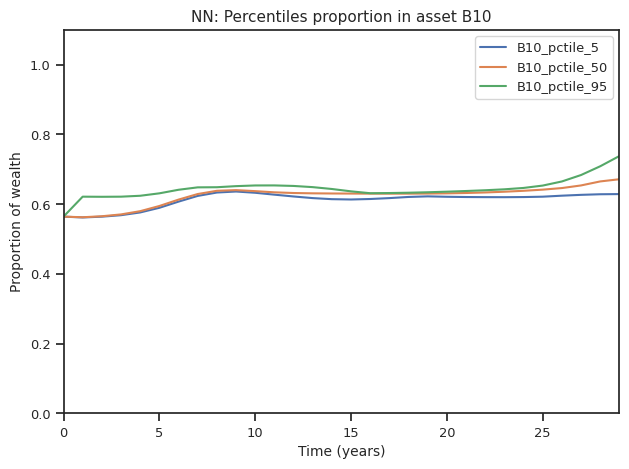 NN: Percentiles proportion in asset B10
B10_pctile_5
B10_pctile_50
B10_pctile_95
Proportion of wealth
1.0
0.8
0.6
0.4
0.2
0.0
0 5 10 15 20 25
Time (years)